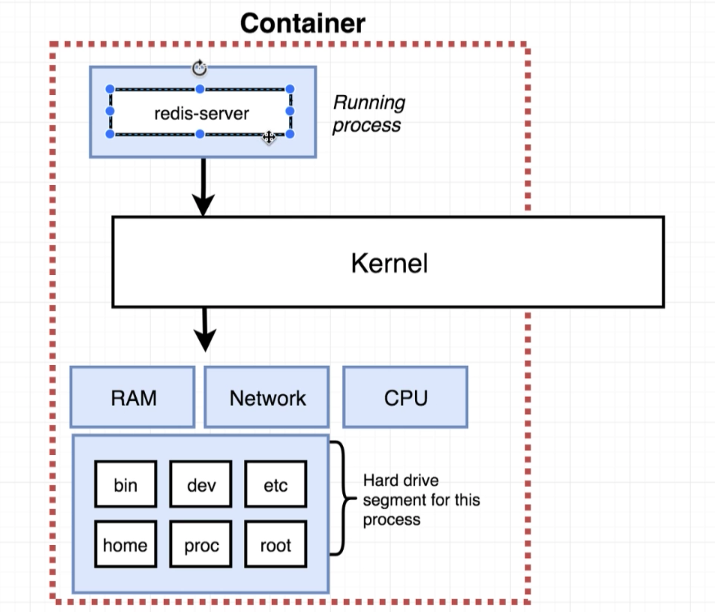 Container
redis-server
Running
process
Kernel
RAM
Network
CPU
bin
dev
etc
home
proc
root
Hard drive
segment for this
process